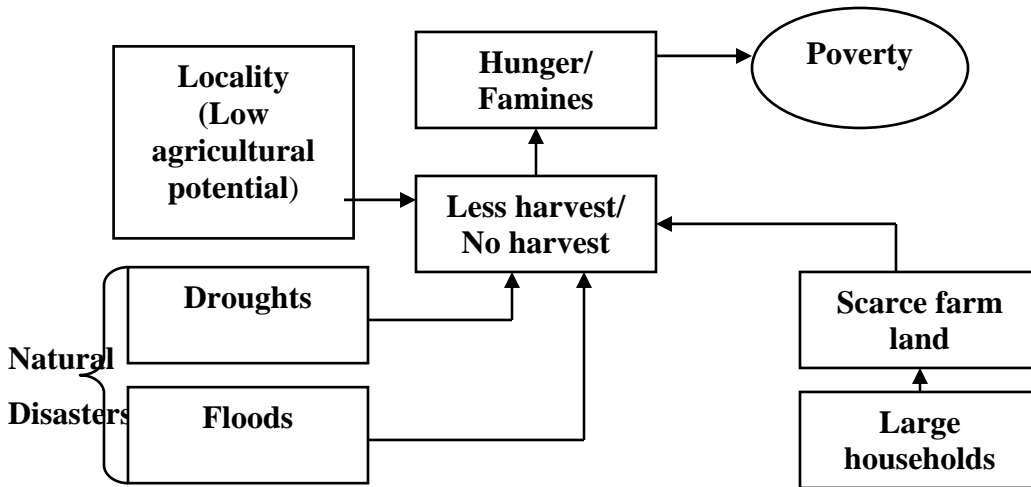 Locality
(Low
agricultural
potential)
Hunger/
Famines
Poverty
Less harvest/
No harvest
Natural
Disasters
Droughts
Floods
Scarce farm
land
Large
households